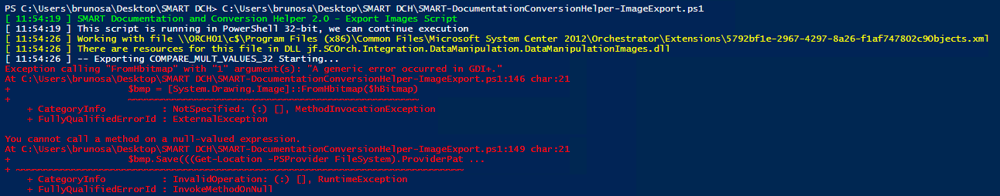 PS C:\Users\brunosa\Desktop\SMART DCH> C:\Users\brunosa\Desktop\SMART DCH\SMART-DocumentationConversionHelper-ImageExport.ps1
[ 11:54:19 ] SMART Documentation and Conversion Helper 2.0 - Export Images Script
[ 11:54:19 ] This script is running in PowerShell 32-bit, we can continue execution
[ 11:54:26 ] Working with file \\ORCH01\c$\Program Files (x86)\Common Files\Microsoft System Center 2012\Orchestrator\Extensions\5792bf1e-2967-4297-8a26-f1af747802c9Objects.xml
[ 11:54:26 ] There are resources for this file in DLL jf.SCOrch.Integration.DataManipulation.DataManipulationImages.dll
[ 11:54:26 ] -- Exporting COMPARE_MULT_VALUES_32 Starting...
Exception calling "FromHbitmap" with "1" argument(s): "A generic error occurred in GDI+."
At C:\Users\brunosa\Desktop\SMART DCH\SMART-DocumentationConversionHelper-ImageExport.ps1:146 char:21
+                     $bmp = [System.Drawing.Image]::FromHbitmap($hBitmap)
+                     ~~~~~~~~~~~~~~~~~~~~~~~~~~~~~~~~~~~~~~~~~~~~~~~~~~~~
    + CategoryInfo          : NotSpecified: (:) [], MethodInvocationException
    + FullyQualifiedErrorId : ExternalException
You cannot call a method on a null-valued expression.
At C:\Users\brunosa\Desktop\SMART DCH\SMART-DocumentationConversionHelper-ImageExport.ps1:149 char:21
+                     $bmp.Save(((Get-Location -PSProvider FileSystem).ProviderPat ...
+ ~~~~~~~~~~~~~~~~~~~~~~~~~~~~~~~~~~~~~~~~~~~~~~~~~~~~~~~~~~~~~~~~~~~~~~~~~~~~~~~~
    + CategoryInfo          : InvalidOperation: (:) [], RuntimeException
    + FullyQualifiedErrorId : InvokeMethodOnNull